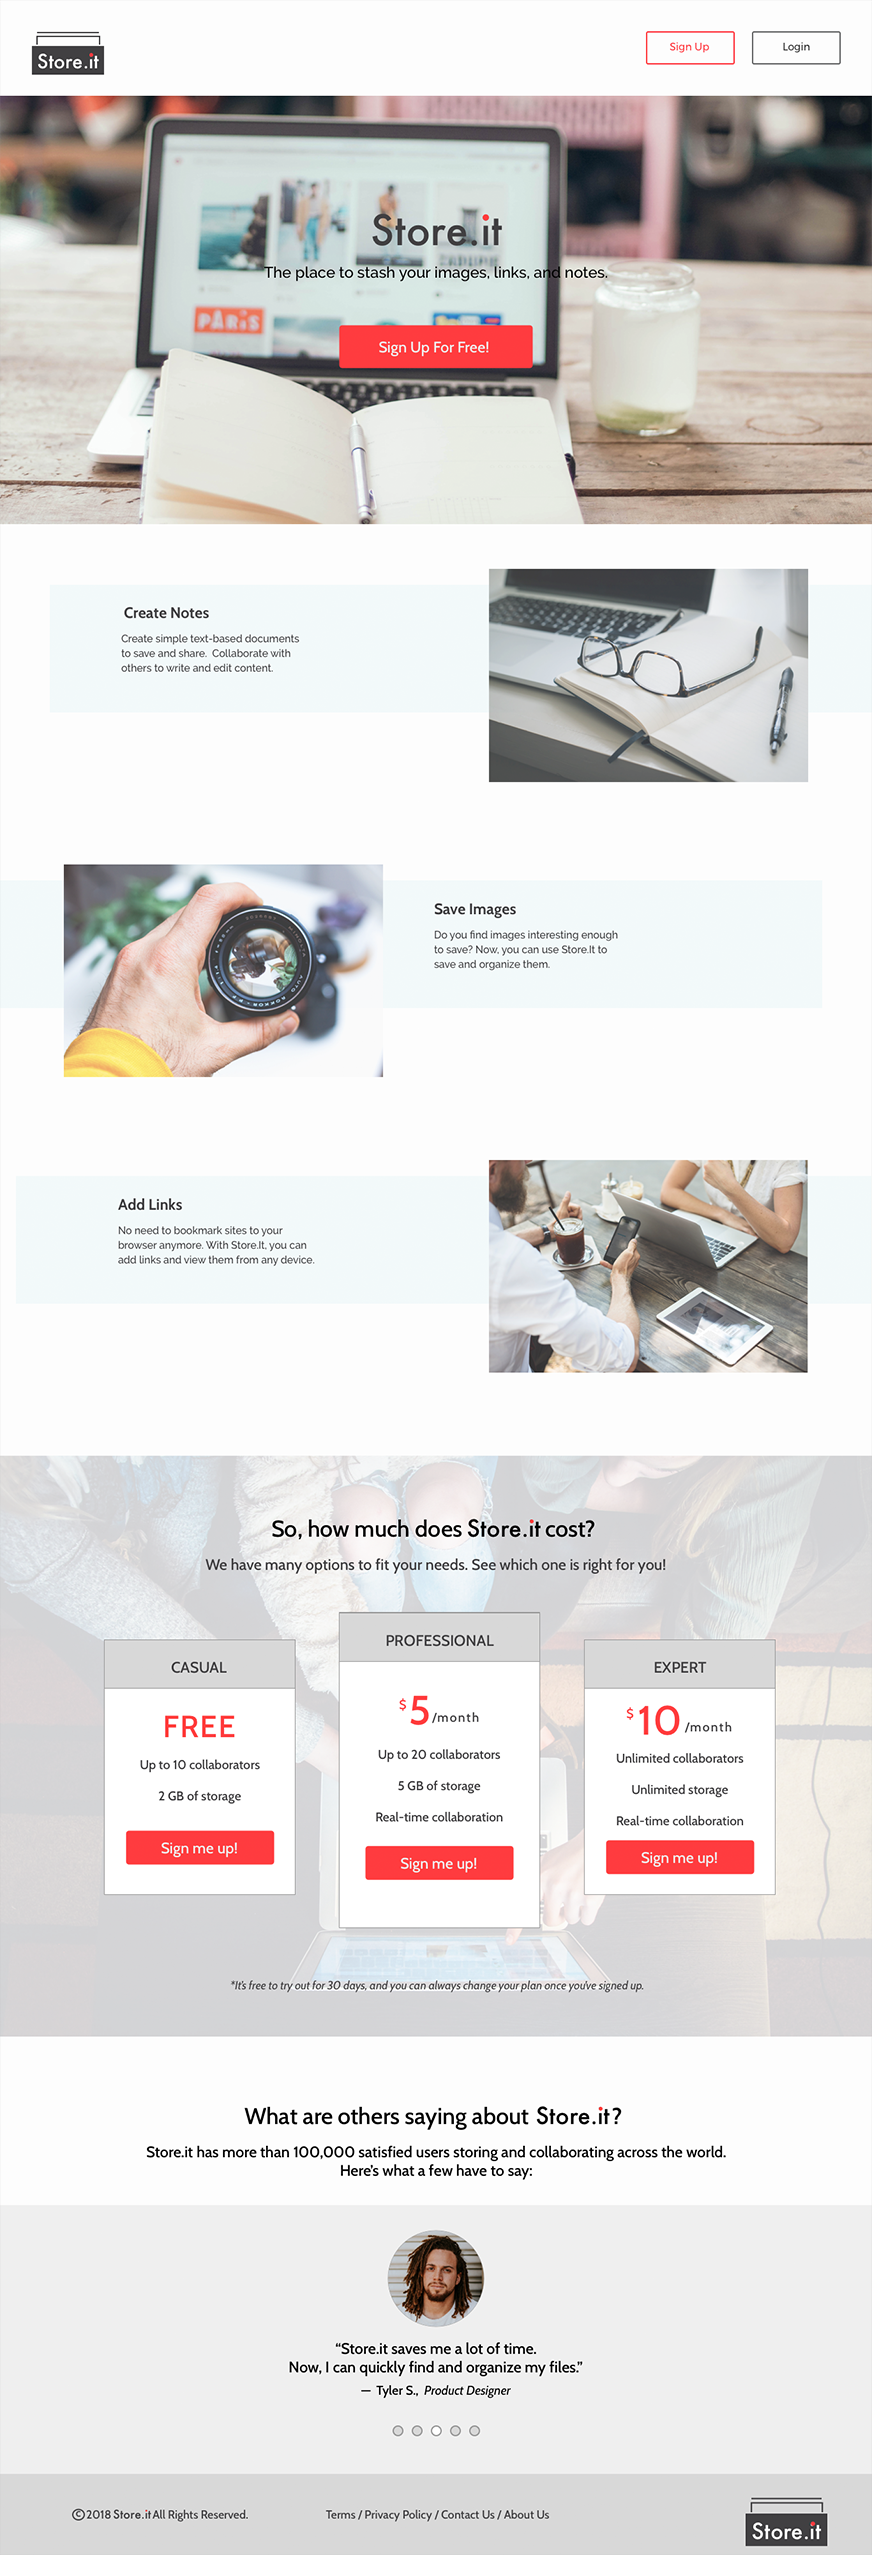 Store.it
Sign Up
Login
Store.it
The place to stash your images, links, and notes.
PARIS
Sign Up For Free!
Create Notes
Create simple text-based documents
to save and share. Collaborate with
others to write and edit content.
Save Images
Do you find images interesting enough
to save? Now, you can use Store.It to
save and organize them.
AUTO ROKKOR
Add Links
No need to bookmark sites to your
browser anymore. With Store.It, you can
add links and view them from any device.
So, how much does Store.it cost?
We have many options to fit your needs. See which one is right for you!
CASUAL
FREE
Up to 10 collaborators
2 GB of storage
Sign me up!
PROFESSIONAL
$5/month
Up to 20 collaborators
5 GB of storage
Real-time collaboration
Sign me up!
EXPERT
$10/month
Unlimited collaborators
Unlimited storage
Real-time collaboration
Sign me up!
*It's free to try out for 30 days, and you can always change your plan once you've signed up.
What are others saying about Store.it?
Store.it has more than 100,000 satisfied users storing and collaborating across the world.
Here's what a few have to say:
“Store.it saves me a lot of time.
Now, I can quickly find and organize my files.”
— Tyler S., Product Designer
©2018 Store.it All Rights Reserved.
Terms / Privacy Policy / Contact Us / About Us
Store.it